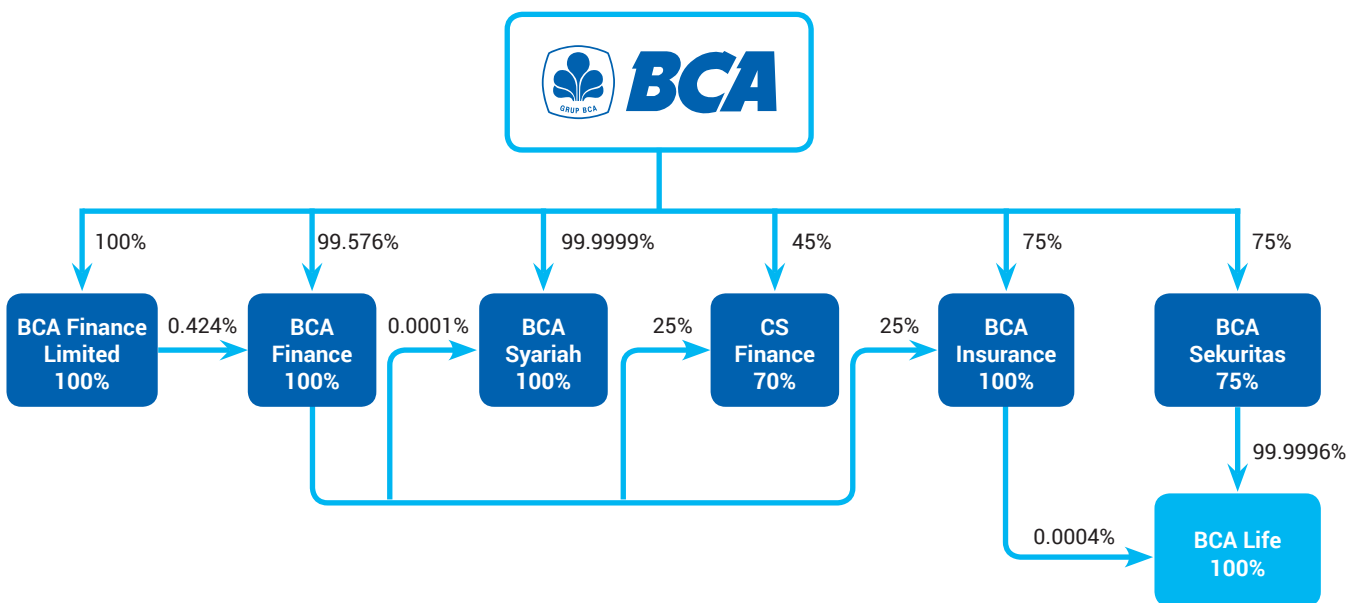 GRUP BCA
BCA
100%
99.576%
99.9999%
45%
75%
75%
BCA Finance
Limited
100%
0.424%
BCA
Finance
100%
0.0001%
BCA
Syariah
100%
25%
CS
Finance
70%
25%
BCA
Insurance
100%
BCA
Sekuritas
75%
99.9996%
0.0004%
BCA Life
100%